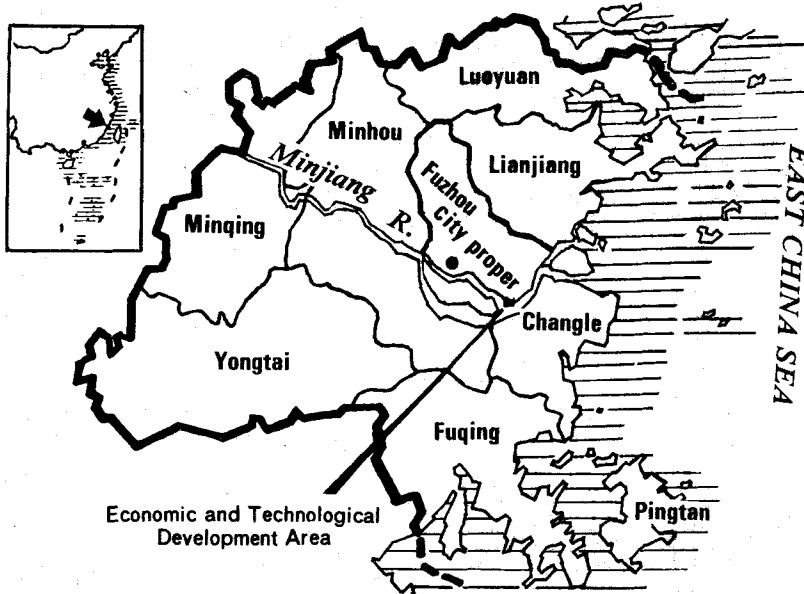 Luoyuan
Minhou
Lianjiang
Minjiang R.
Fuzhou
city proper
Minqing
EAST CHINA SEA
Changle
Yongtai
Fuqing
Pingtan
Economic and Technological
Development Area